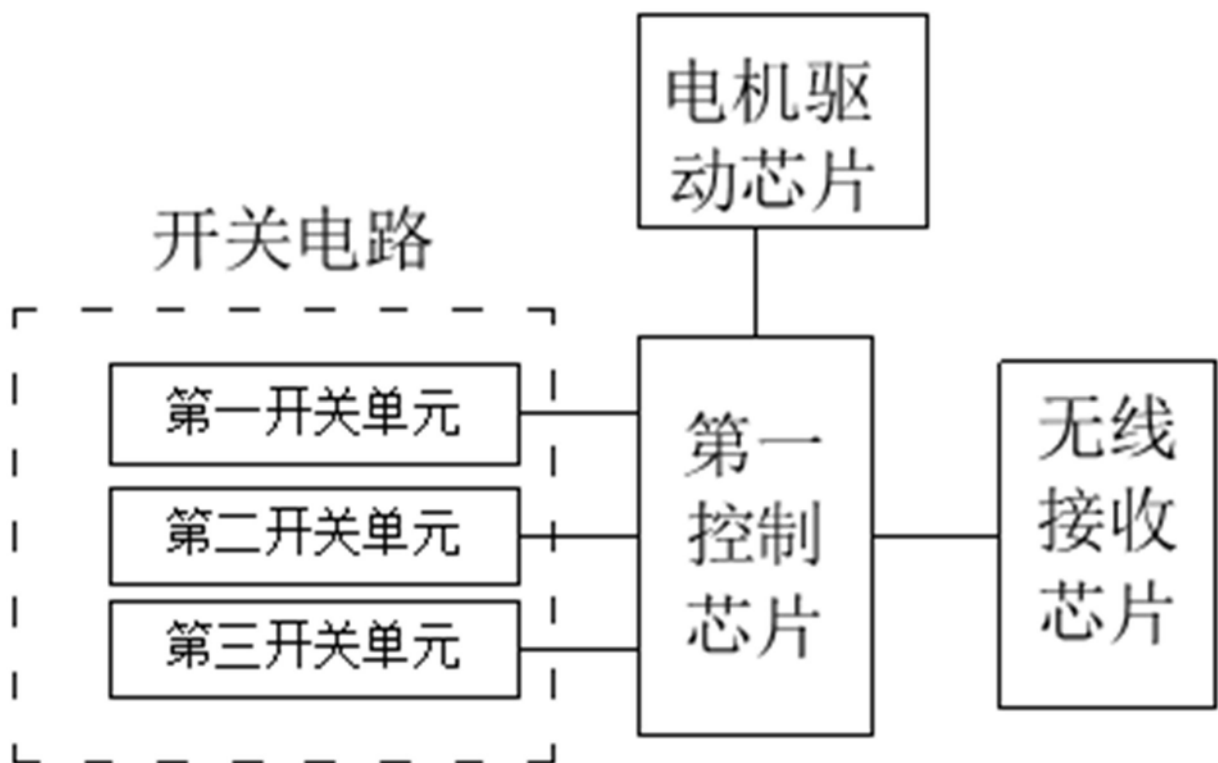 电机驱
动芯片
开关电路
第一开关单元
第二开关单元
第三开关单元
第一
控制
芯片
无线
接收
芯片